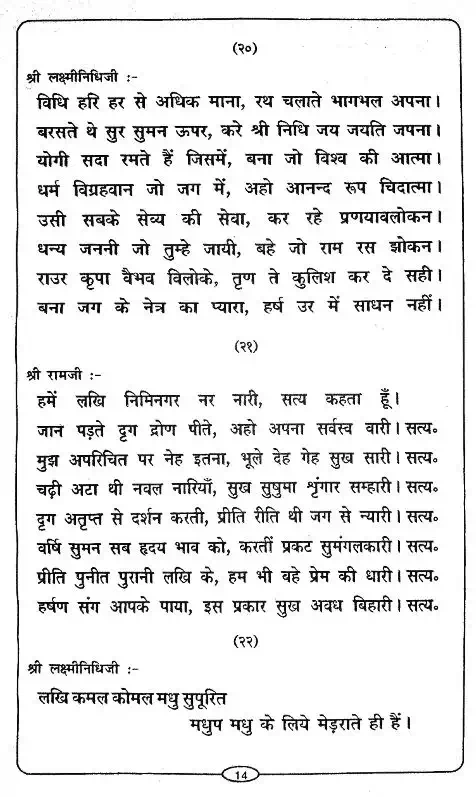 (२०)
श्री लक्ष्मीनिधिजी :-
विधि हरि हर से अधिक माना, रथ चलाते भागभल अपना।
बरसते थे सुर सुमन ऊपर, करे श्री निधि जय जयति जपना।
योगी सदा रमते हैं जिसमें, बना जो विश्व की आत्मा।
धर्म विग्रहवान जो जग में, अहो आनन्द रूप चिदात्मा।
उसी सबके सेव्य की सेवा, कर रहे प्रणयावलोकन।
धन्य जननी जो तुम्हे जायी, बहे जो राम रस झोकन।
राउर कृपा वैभव विलोके, तृण ते कुलिश कर दे सही।
बना जग के नेत्र का प्यारा, हर्ष उर में साधन नहीं।
(२१)
श्री रामजी :-
हमें लखि निमिनगर नर नारी, सत्य कहता हूँ।
जान पड़ते दृग द्रोण पीते, अहो अपना सर्वस्व वारी। सत्य॰
मुझ अपरिचित पर नेह इतना, भूले देह गेह सुख सारी। सत्य॰
चढ़ी अटा थी नवल नारियाँ, सुख सुषुमा शृंगार सम्हारी। सत्य॰
दृग अतृप्त से दर्शन करती, प्रीति रीति थी जग से न्यारी। सत्य॰
वर्षि सुमन सब हृदय भाव को, करतीं प्रकट सुमंगलकारी। सत्य॰
प्रीति पुनीत पुरानी लखि के, हम भी बहे प्रेम की धारी। सत्य॰
हर्षण संग आपके पाया, इस प्रकार सुख अवध बिहारी। सत्य॰
(२२)
श्री लक्ष्मीनिधिजी :-
लखि कमल कोमल मधु सुपूरित
मधुप मधु के लिये मेड़राते ही हैं।
14